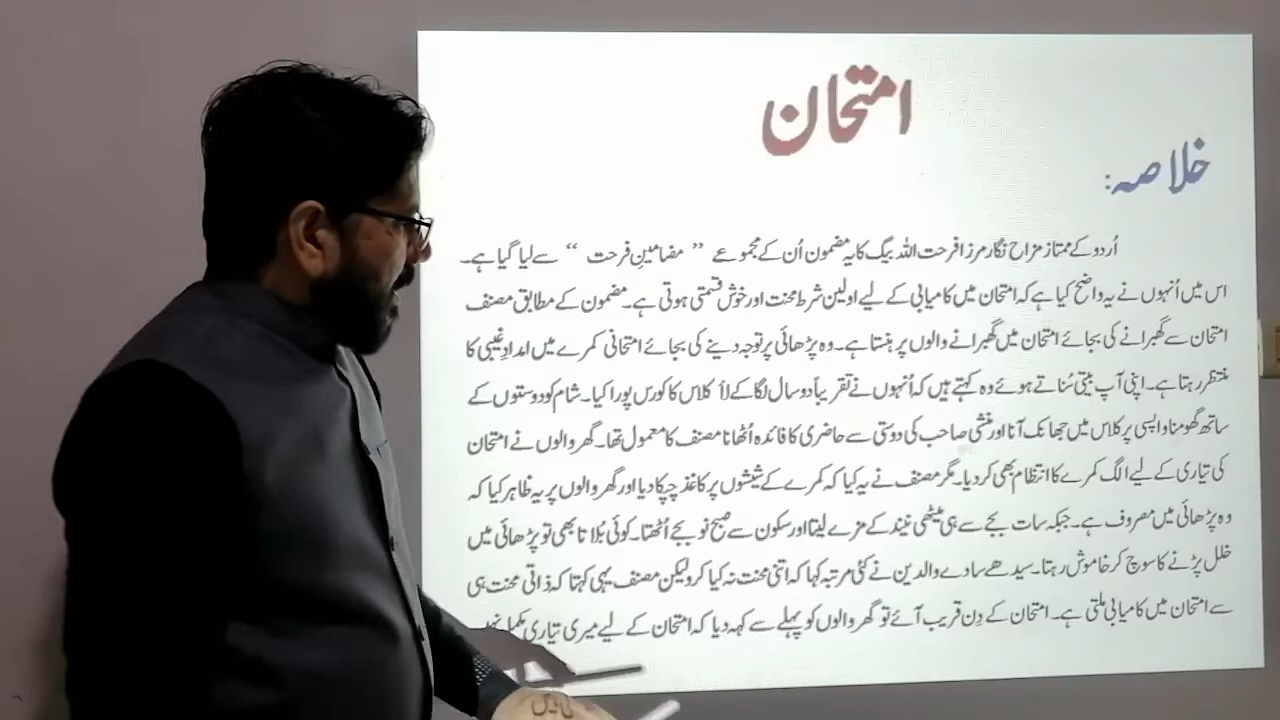 امتحان
خلاصہ:
اُردو کے ممتاز مزاح نگار مرزا فرحت اللہ بیگ کا یہ مضمون اُن کے مجموعے ” مضامینِ فرحت “ سے لیا گیا ہے۔
اس میں اُنہوں نے یہ واضح کیا ہے کہ امتحان میں کامیابی کے لیے اولین شرط محنت اور خوش قسمتی ہوتی ہے۔ مضمون کے مطابق مصنف
امتحان سے گھبرانے کی بجائے امتحان میں گھبرانے والوں پر ہنستا ہے۔ وہ پڑھائی پر توجہ دینے کی بجائے امتحانی کمرے میں امدادِ غیبی کا
منتظر رہتا ہے۔ اپنی آپ بیتی سُناتے ہوئے وہ کہتے ہیں کہ اُنہوں نے تقریباً دو سال لگا کے لأ کلاس کا کورس پورا کیا۔ شام کو دوستوں کے
ساتھ گھومنا واپسی پر کلاس میں جھانک آنا اور منشی صاحب کی دوستی سے حاضری کا فائدہ اُٹھانا مصنف کا معمول تھا۔ گھر والوں نے امتحان
کی تیاری کے لیے الگ کمرے کا انتظام بھی کر دیا۔ مگر مصنف نے یہ کیا کہ کمرے کے شیشوں پر کاغذ چپکا دیا اور گھر والوں پر یہ ظاہر کیا کہ
وہ پڑھائی میں مصروف ہے۔ جبکہ سات بجے سے ہی میٹھی نیند کے مزے لیتا اور سکون سے صبح نو بجے اُٹھتا۔ کوئی بُلاتا بھی تو پڑھائی میں
خلل پڑنے کا سوچ کر خاموش رہتا۔ سیدھے سادے والدین نے کئی مرتبہ کہا کہ اتنی محنت نہ کیا کرو لیکن مصنف یہی کہتا کہ ذاتی محنت ہی
سے امتحان میں کامیابی ملتی ہے۔ امتحان کے دِن قریب آئے تو گھر والوں کو پہلے سے کہہ دیا کہ امتحان کے لیے میری تیاری